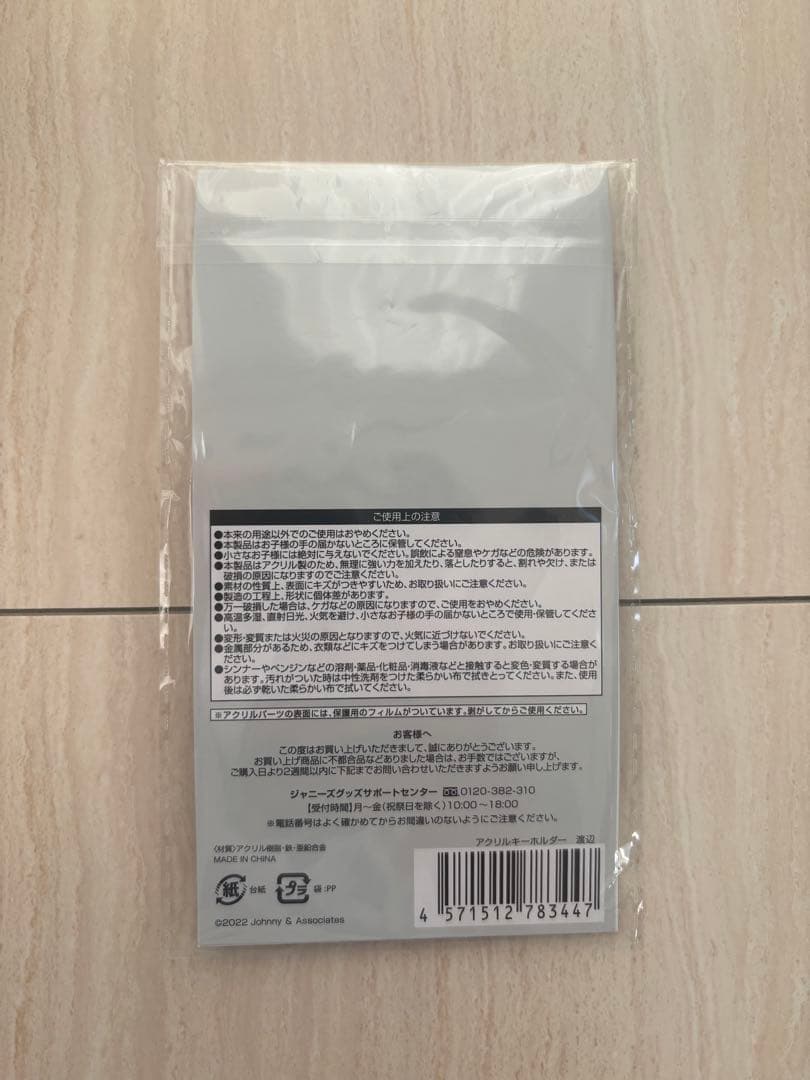 ご使用上の注意
●本来の用途以外でのご使用はおやめください。
●本製品はお子様の手の届かないところに保管してください。
●小さなお子様には絶対に与えないでください。誤飲による窒息やケガなどの危険があります。
●本製品はアクリル製のため、無理に強い力を加えたり、落としたりすると、割れや欠け、または
破損の原因になりますのでご注意ください。
●素材の性質上、表面にキズがつきやすいため、お取り扱いにご注意ください。
●製造の工程上、形状に個体差があります。
●万一破損した場合は、ケガなどの原因になりますので、ご使用をおやめください。
●高温多湿、直射日光、火気を避け、小さなお子様の手の届かないところで使用・保管してくださ
い。
●変形・変質または火災の原因となりますので、火気に近づけないでください。
●金属部分があるため、衣類などにキズをつけてしまう場合があります。お取り扱いにご注意く
ださい。
●シンナーやベンジンなどの溶剤・薬品・化粧品・消毒液などと接触すると変色・変質する場合が
あります。汚れがついた時は中性洗剤をつけた柔らかい布で拭きとってください。また、使用
後は必ず乾いた柔らかい布で拭いてください。
※アクリルパーツの表面には、保護用のフィルムがついています。剥がしてからご使用ください。
お客様へ
この度はお買い上げいただきまして、誠にありがとうございます。
お買い上げ商品に不都合品などありました場合は、お手数ではございますが、
ご購入日より2週間以内に下記までお問い合わせいただきますようお願い申し上げます。
ジャニーズグッズサポートセンター 0120-382-310
【受付時間】月～金(祝祭日を除く)10:00～18:00
※電話番号はよく確かめてからお間違いのないようにご注意ください。
アクリルキーホルダー 渡辺
〈材質〉アクリル樹脂・鉄・亜鉛合金
MADE IN CHINA
紙 台紙 プラ 袋:PP
4 571512 783447
©2022 Johnny & Associates